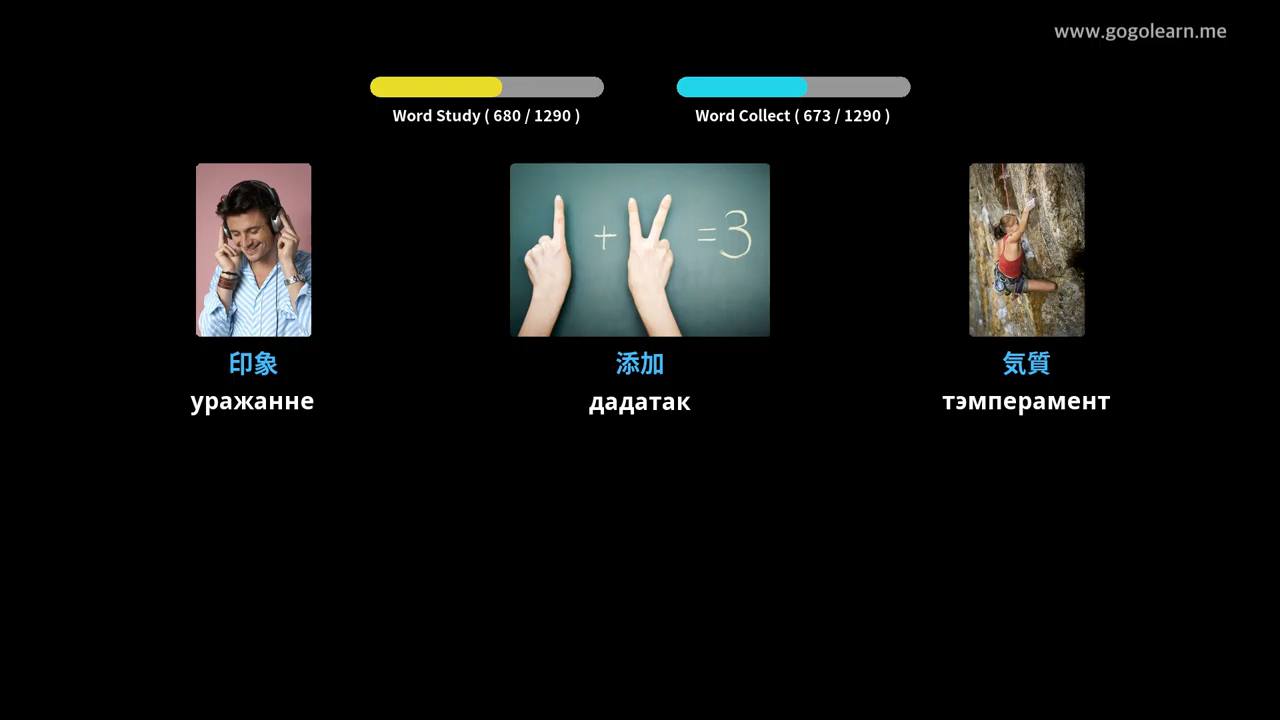 www.gogolearn.me
Word Study ( 680 / 1290 )
Word Collect ( 673 / 1290 )
+ =3
印象
添加
気質
уражанне
дадатак
тэмперамент